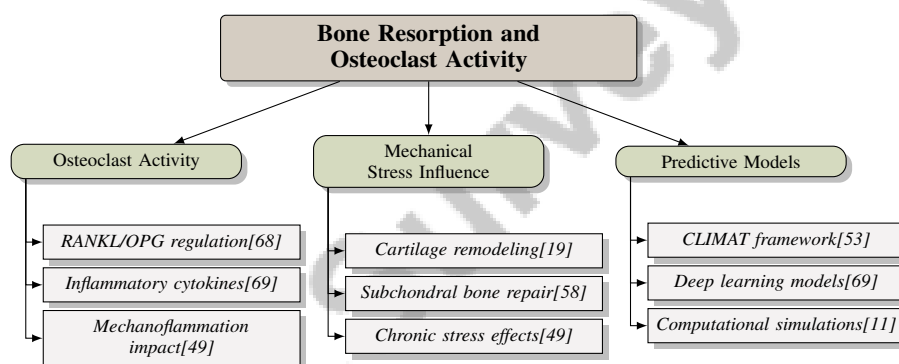 Bone Resorption and
Osteoclast Activity
Osteoclast Activity
RANKL/OPG regulation[68]
Inflammatory cytokines[69]
Mechanoflammation
impact[49]
Mechanical
Stress Influence
Cartilage remodeling[19]
Subchondral bone repair[58]
Chronic stress effects[49]
Predictive Models
CLIMAT framework[53]
Deep learning models[69]
Computational simulations[11]
survey